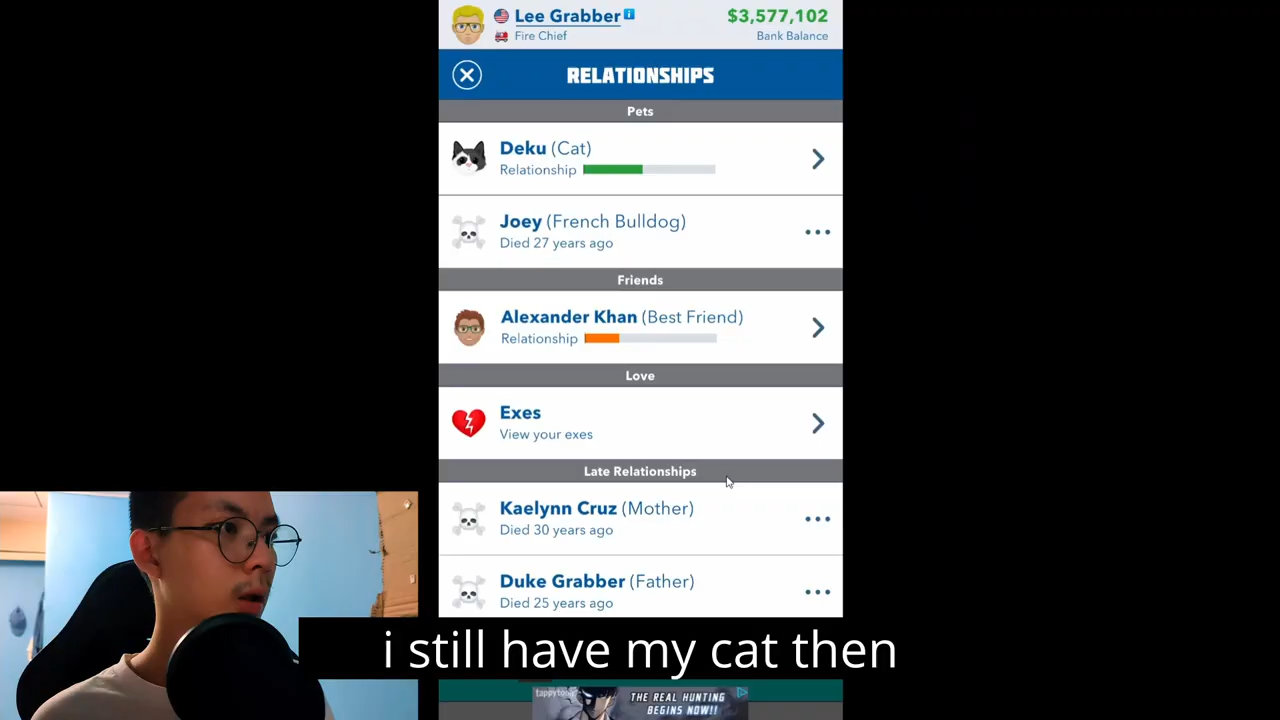 Lee Grabber i
$3,577,102
Fire Chief
Bank Balance
RELATIONSHIPS
Pets
Deku (Cat)
Relationship
Joey (French Bulldog)
Died 27 years ago
Friends
Alexander Khan (Best Friend)
Relationship
Love
Exes
View your exes
Late Relationships
Kaelynn Cruz (Mother)
Died 30 years ago
Duke Grabber (Father)
Died 25 years ago
i still have my cat then
tappytoon
THE REAL HUNTING
BEGINS NOW!!